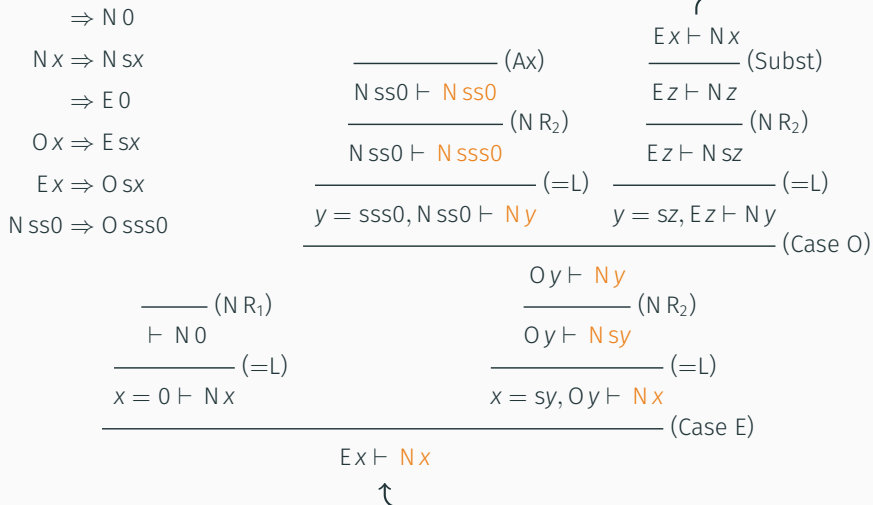 ⇒ N 0
N x ⇒ N sx
⇒ E 0
O x ⇒ E sx
E x ⇒ O sx
N ss0 ⇒ O sss0
E x ⊢ N x
(Ax)
(Subst)
N ss0 ⊢ N ss0
E z ⊢ N z
(N R₂)
(N R₂)
N ss0 ⊢ N sss0
E z ⊢ N sz
(=L)
(=L)
y = sss0, N ss0 ⊢ N y
y = sz, E z ⊢ N y
(Case O)
O y ⊢ N y
(N R₁)
(N R₂)
⊢ N 0
O y ⊢ N sy
(=L)
(=L)
x = 0 ⊢ N x
x = sy, O y ⊢ N x
(Case E)
E x ⊢ N x